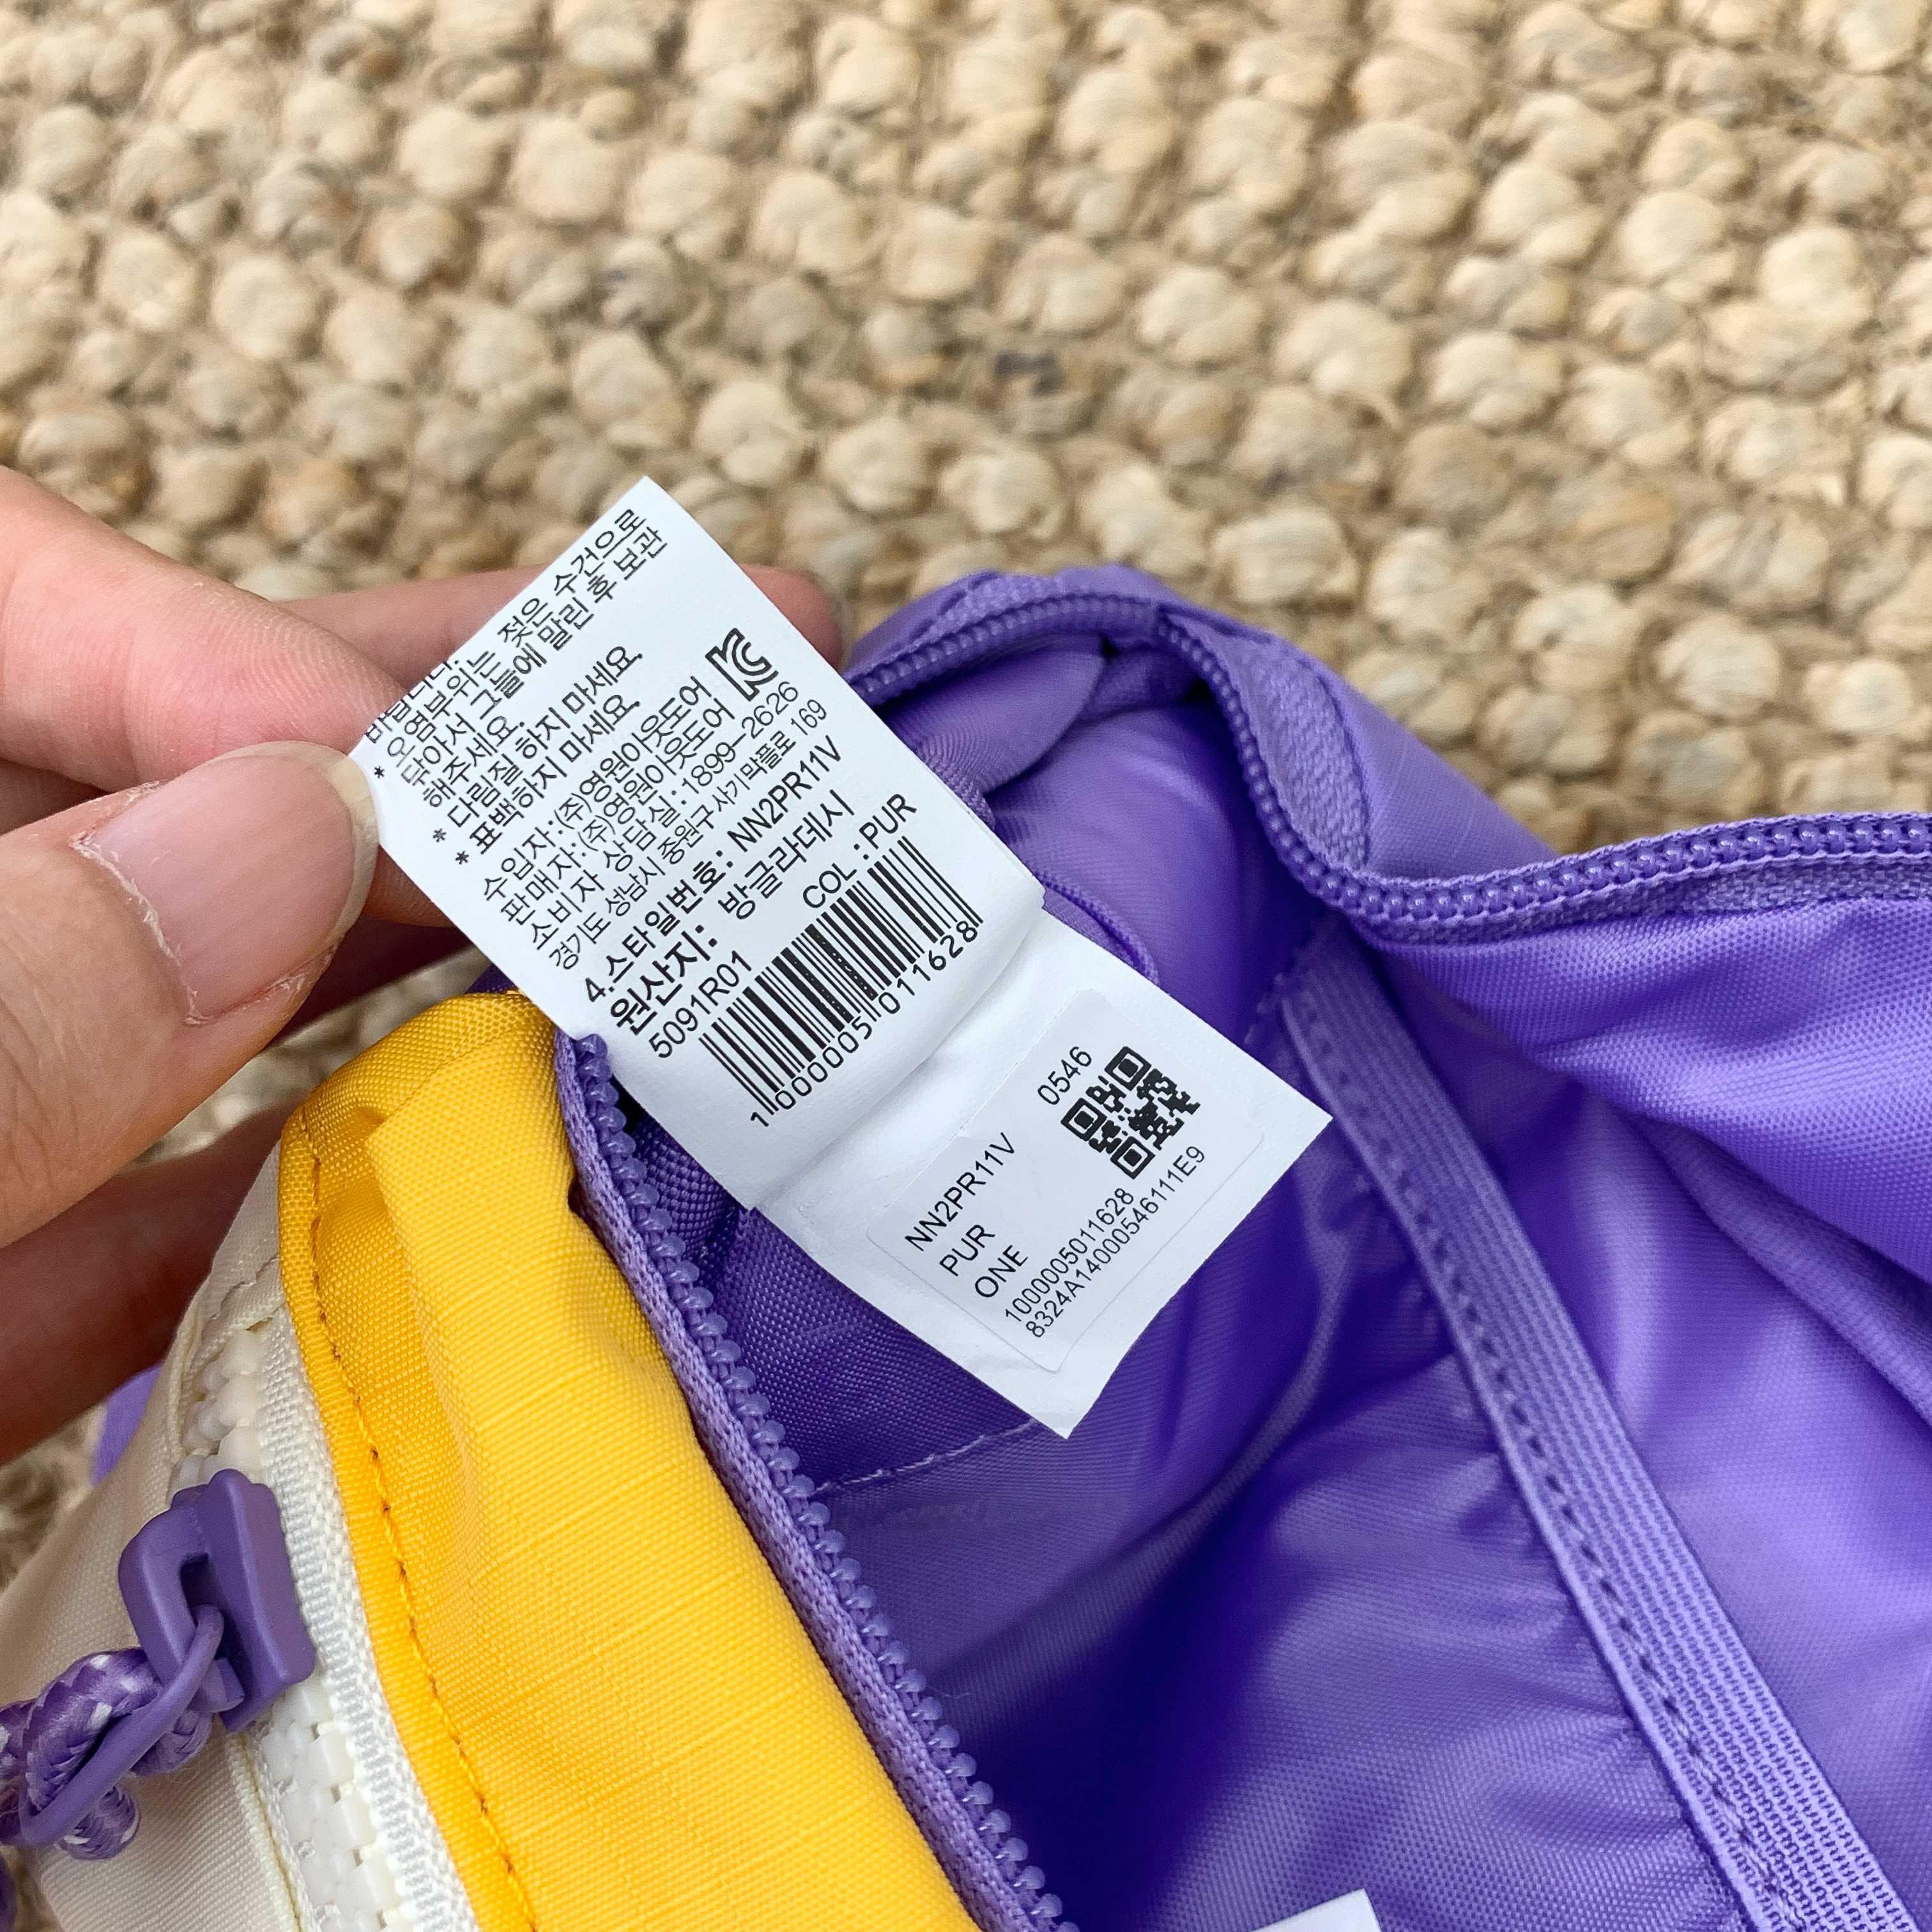 * 오염부위는 젖은 수건으로
닦아서 그늘에 말린 후 보관
해주세요.
* 다림질 하지 마세요.
* 표백하지 마세요.
수입자:(주)영원아웃도어
판매자:(주)영원아웃도어
소비자 상담실:1899-2626
경기도 성남시 중원구 사기막골로 169
4.스타일번호: NN2PR11V
원산지: 방글라데시
5091R01 COL :PUR
1000005011628
0546
NN2PR11V
PUR
ONE
1000005011628
8324A140000546111E9